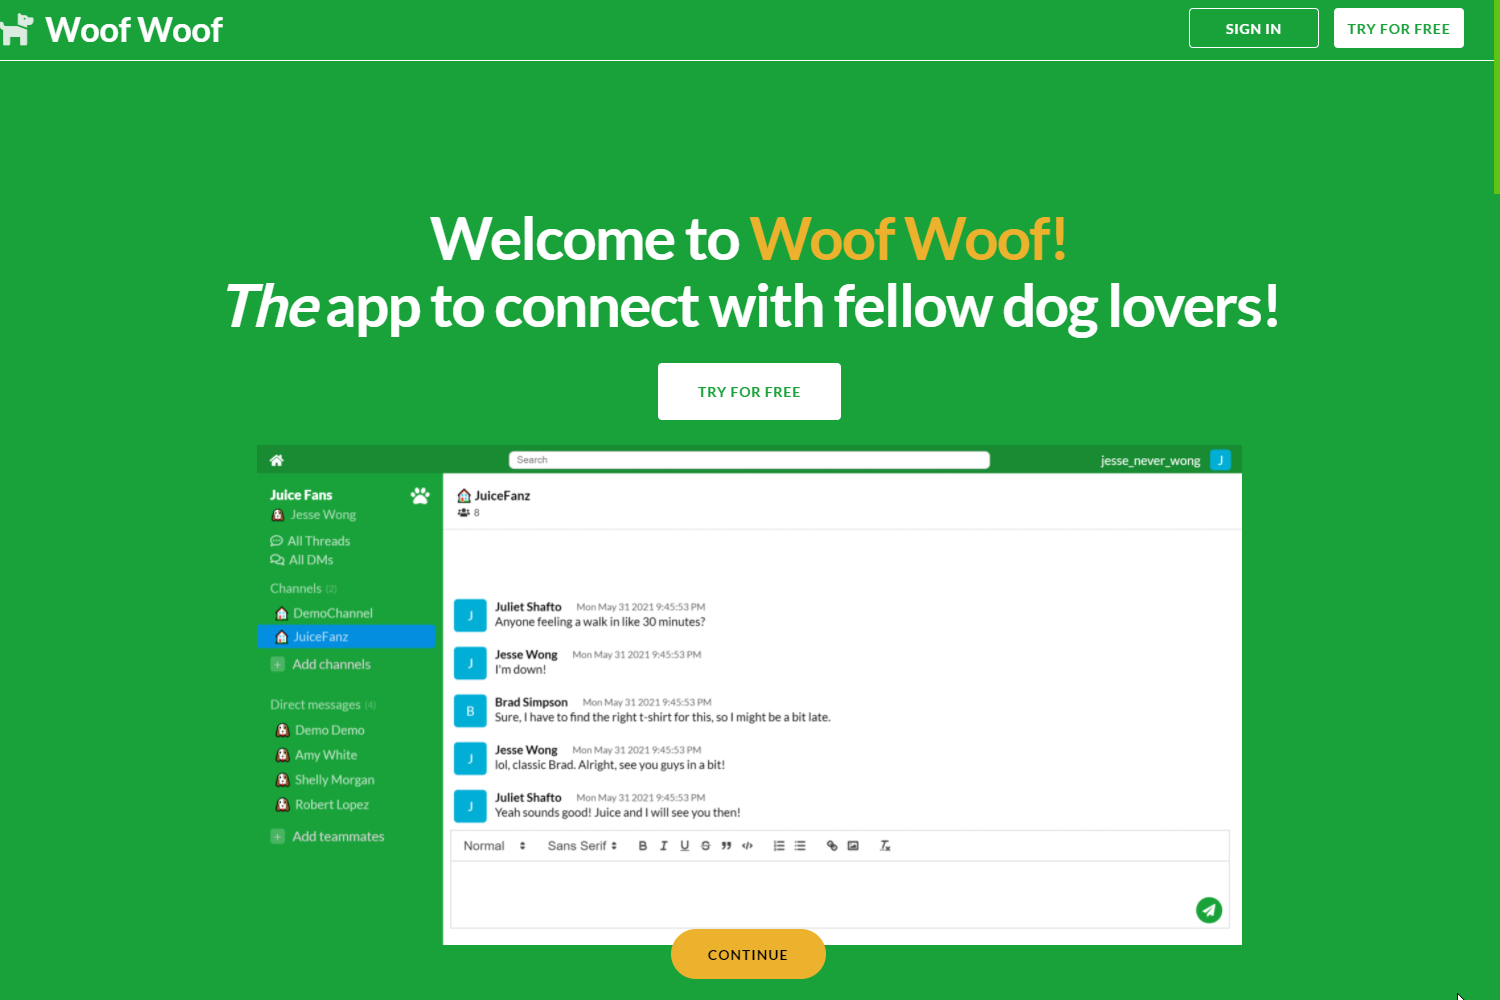 Woof Woof
SIGN IN
TRY FOR FREE
Welcome to Woof Woof!
The app to connect with fellow dog lovers!
TRY FOR FREE
Search
jesse_never_wong
J
Juice Fans
Jesse Wong
All Threads
All DMs
Channels (2)
DemoChannel
JuiceFanz
+ Add channels
Direct messages (4)
Demo Demo
Amy White
Shelly Morgan
Robert Lopez
+ Add teammates
JuiceFanz
8
J
Juliet Shafto Mon May 31 2021 9:45:53 PM
Anyone feeling a walk in like 30 minutes?
J
Jesse Wong Mon May 31 2021 9:45:53 PM
I'm down!
B
Brad Simpson Mon May 31 2021 9:45:53 PM
Sure, I have to find the right t-shirt for this, so I might be a bit late.
J
Jesse Wong Mon May 31 2021 9:45:53 PM
lol, classic Brad. Alright, see you guys in a bit!
J
Juliet Shafto Mon May 31 2021 9:45:53 PM
Yeah sounds good! Juice and I will see you then!
Normal Sans Serif B I U S
CONTINUE